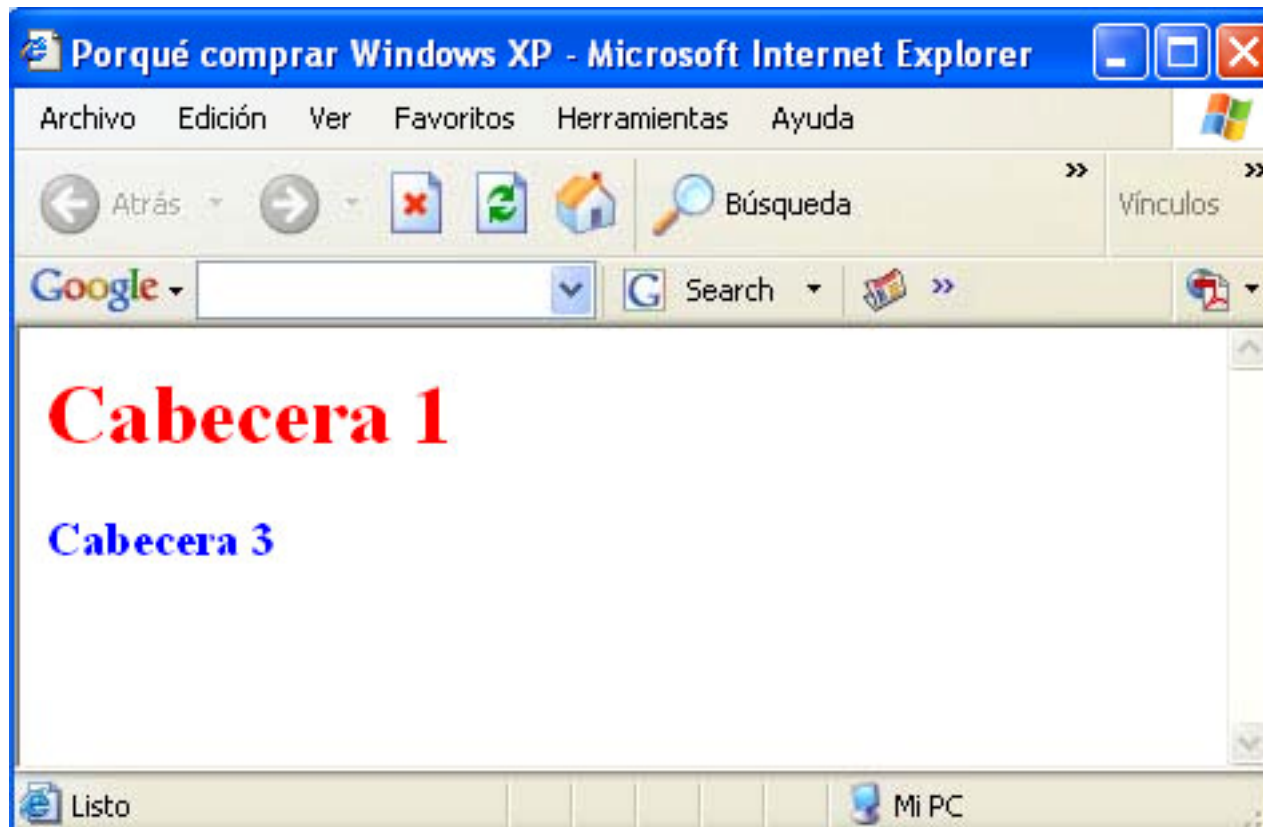 Porqué comprar Windows XP - Microsoft Internet Explorer
Archivo Edición Ver Favoritos Herramientas Ayuda
Atrás Búsqueda » Vínculos »
Google G Search »
Cabecera 1
Cabecera 3
Listo Mi PC